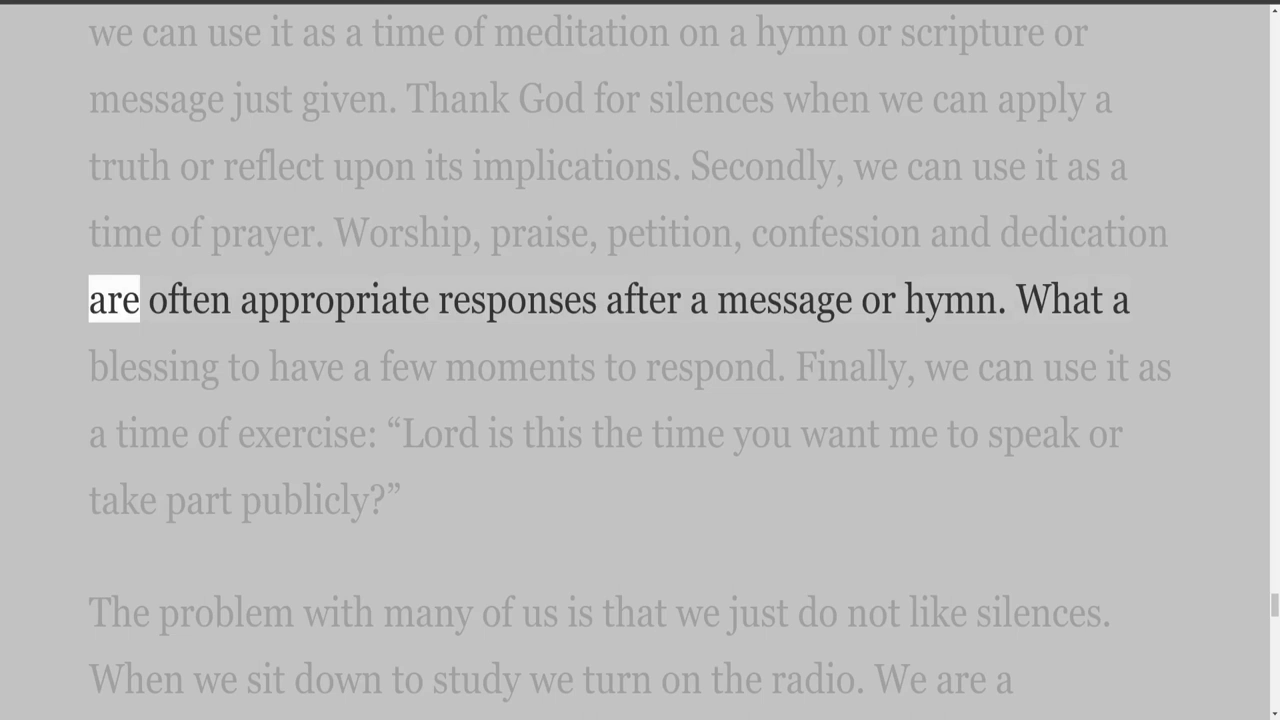 we can use it as a time of meditation on a hymn or scripture or
message just given. Thank God for silences when we can apply a
truth or reflect upon its implications. Secondly, we can use it as a
time of prayer. Worship, praise, petition, confession and dedication
are often appropriate responses after a message or hymn. What a
blessing to have a few moments to respond. Finally, we can use it as
a time of exercise: “Lord is this the time you want me to speak or
take part publicly?”
The problem with many of us is that we just do not like silences.
When we sit down to study we turn on the radio. We are a